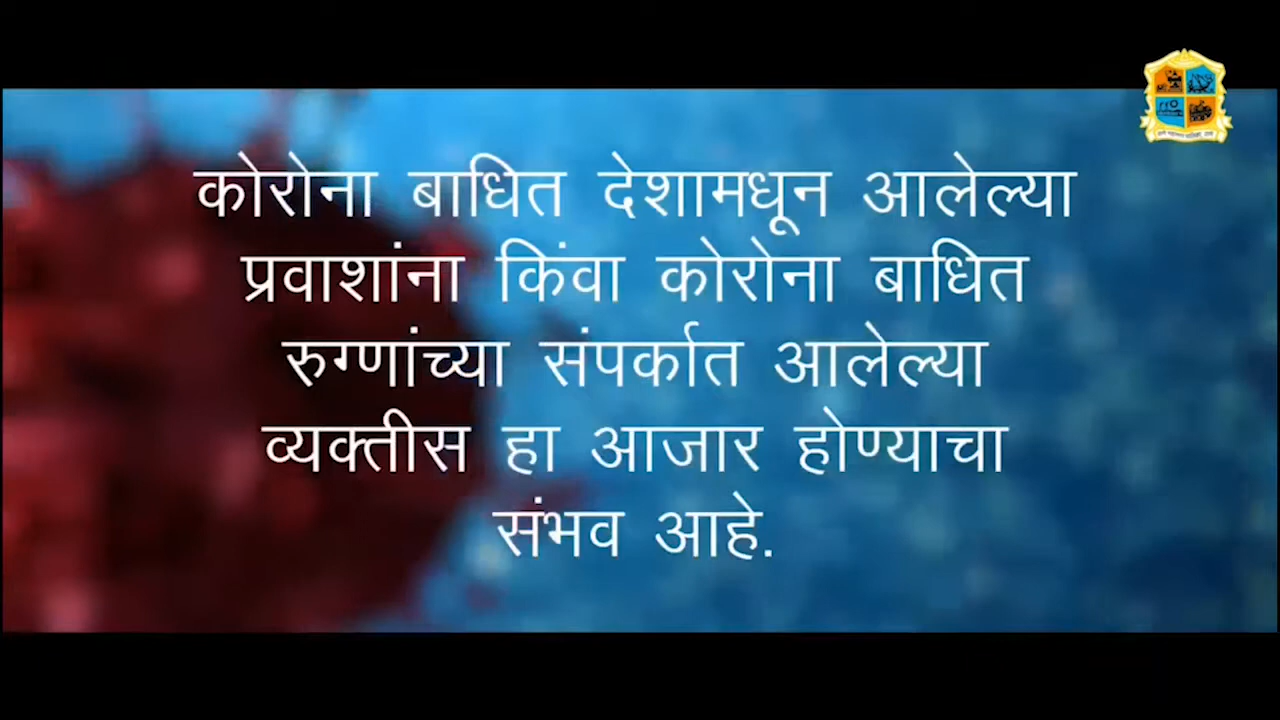 कोरोना बाधित देशामधून आलेल्या
प्रवाशांना किंवा कोरोना बाधित
रुग्णांच्या संपर्कात आलेल्या
व्यक्तीस हा आजार होण्याचा
संभव आहे.